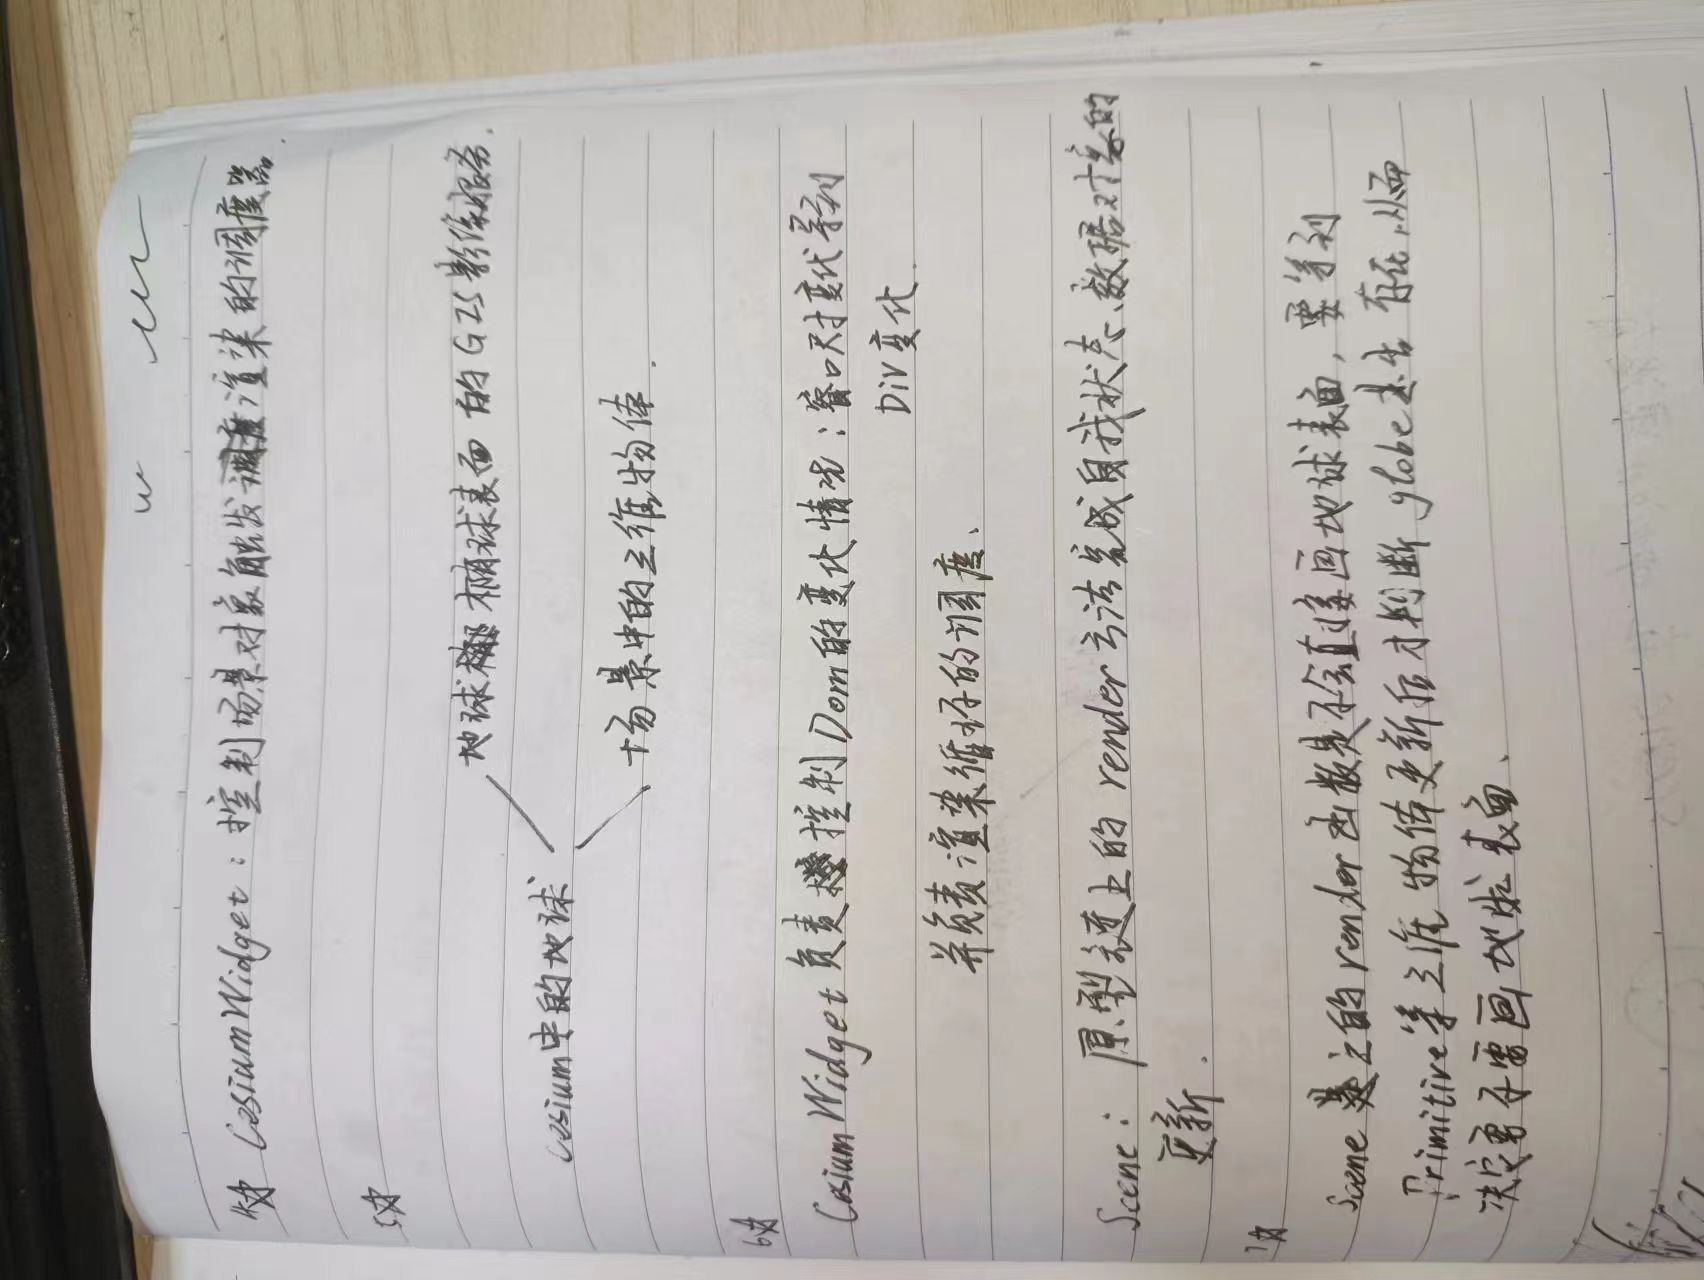 4☆ CesiumWidget：控制场景对象触发调度渲染的调度器.
5☆
地球椭球表面的GIS影像服务.
Cesium中的地球
十场景中的三维物体.
6☆
CesiumWidget负责控制Dom的变化情况：窗口尺寸变化导致
Div变化.
并负责渲染循环的调度.
Scene：原型链上的render方法完成自我状态、数据对象的
更新.
7☆
Scene 之的render函数是不会直接画地球表面，要等到
Primitive等三维物体更新后才判断globe是否存在，从而
决定要不要画地球表面.